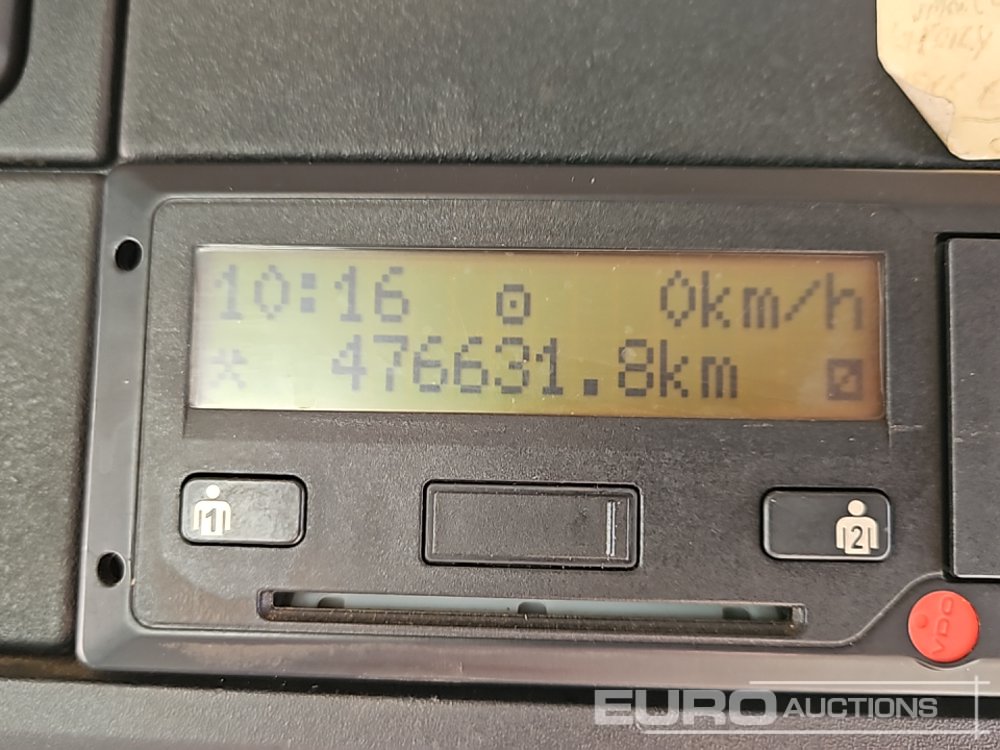 10:16 0km/h
476631.8km
1
2
VDO
EURO AUCTIONS